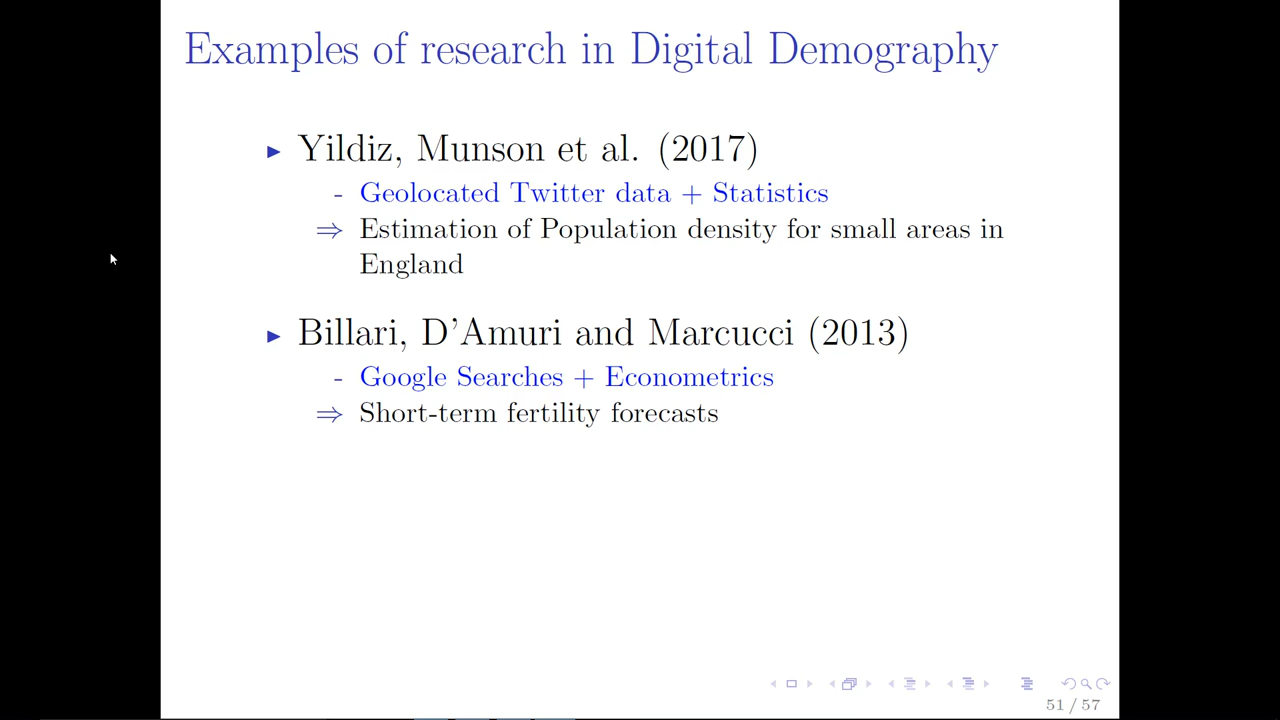 Examples of research in Digital Demography
▶ Yildiz, Munson et al. (2017)
- Geolocated Twitter data + Statistics
⇒ Estimation of Population density for small areas in
England
▶ Billari, D'Amuri and Marcucci (2013)
- Google Searches + Econometrics
⇒ Short-term fertility forecasts
51 / 57